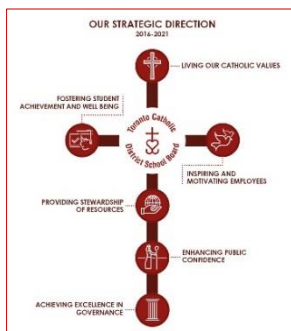 OUR STRATEGIC DIRECTION
2016-2021
LIVING OUR CATHOLIC VALUES
FOSTERING STUDENT
ACHIEVEMENT AND WELL BEING
Toronto Catholic
District School Board
INSPIRING AND
MOTIVATING EMPLOYEES
PROVIDING STEWARDSHIP
OF RESOURCES
ENHANCING PUBLIC
CONFIDENCE
ACHIEVING EXCELLENCE IN
GOVERNANCE